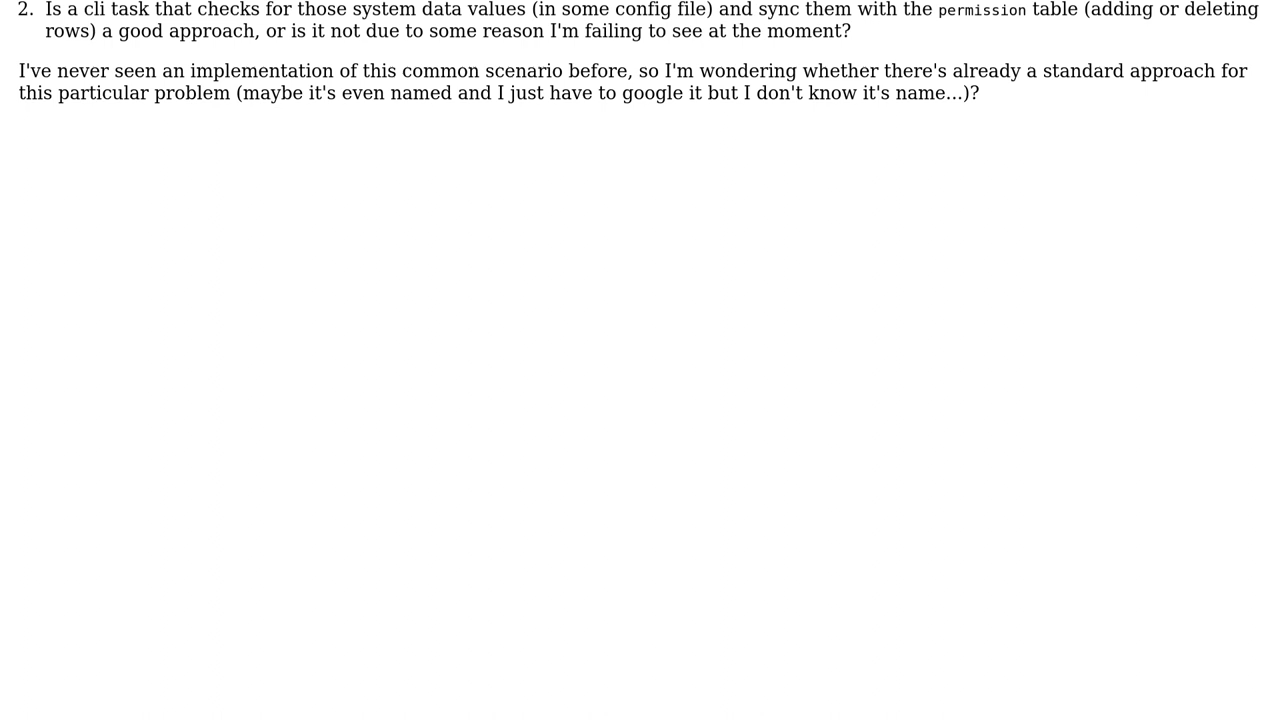 2. Is a cli task that checks for those system data values (in some config file) and sync them with the permission table (adding or deleting
rows) a good approach, or is it not due to some reason I'm failing to see at the moment?
I've never seen an implementation of this common scenario before, so I'm wondering whether there's already a standard approach for
this particular problem (maybe it's even named and I just have to google it but I don't know it's name...)?